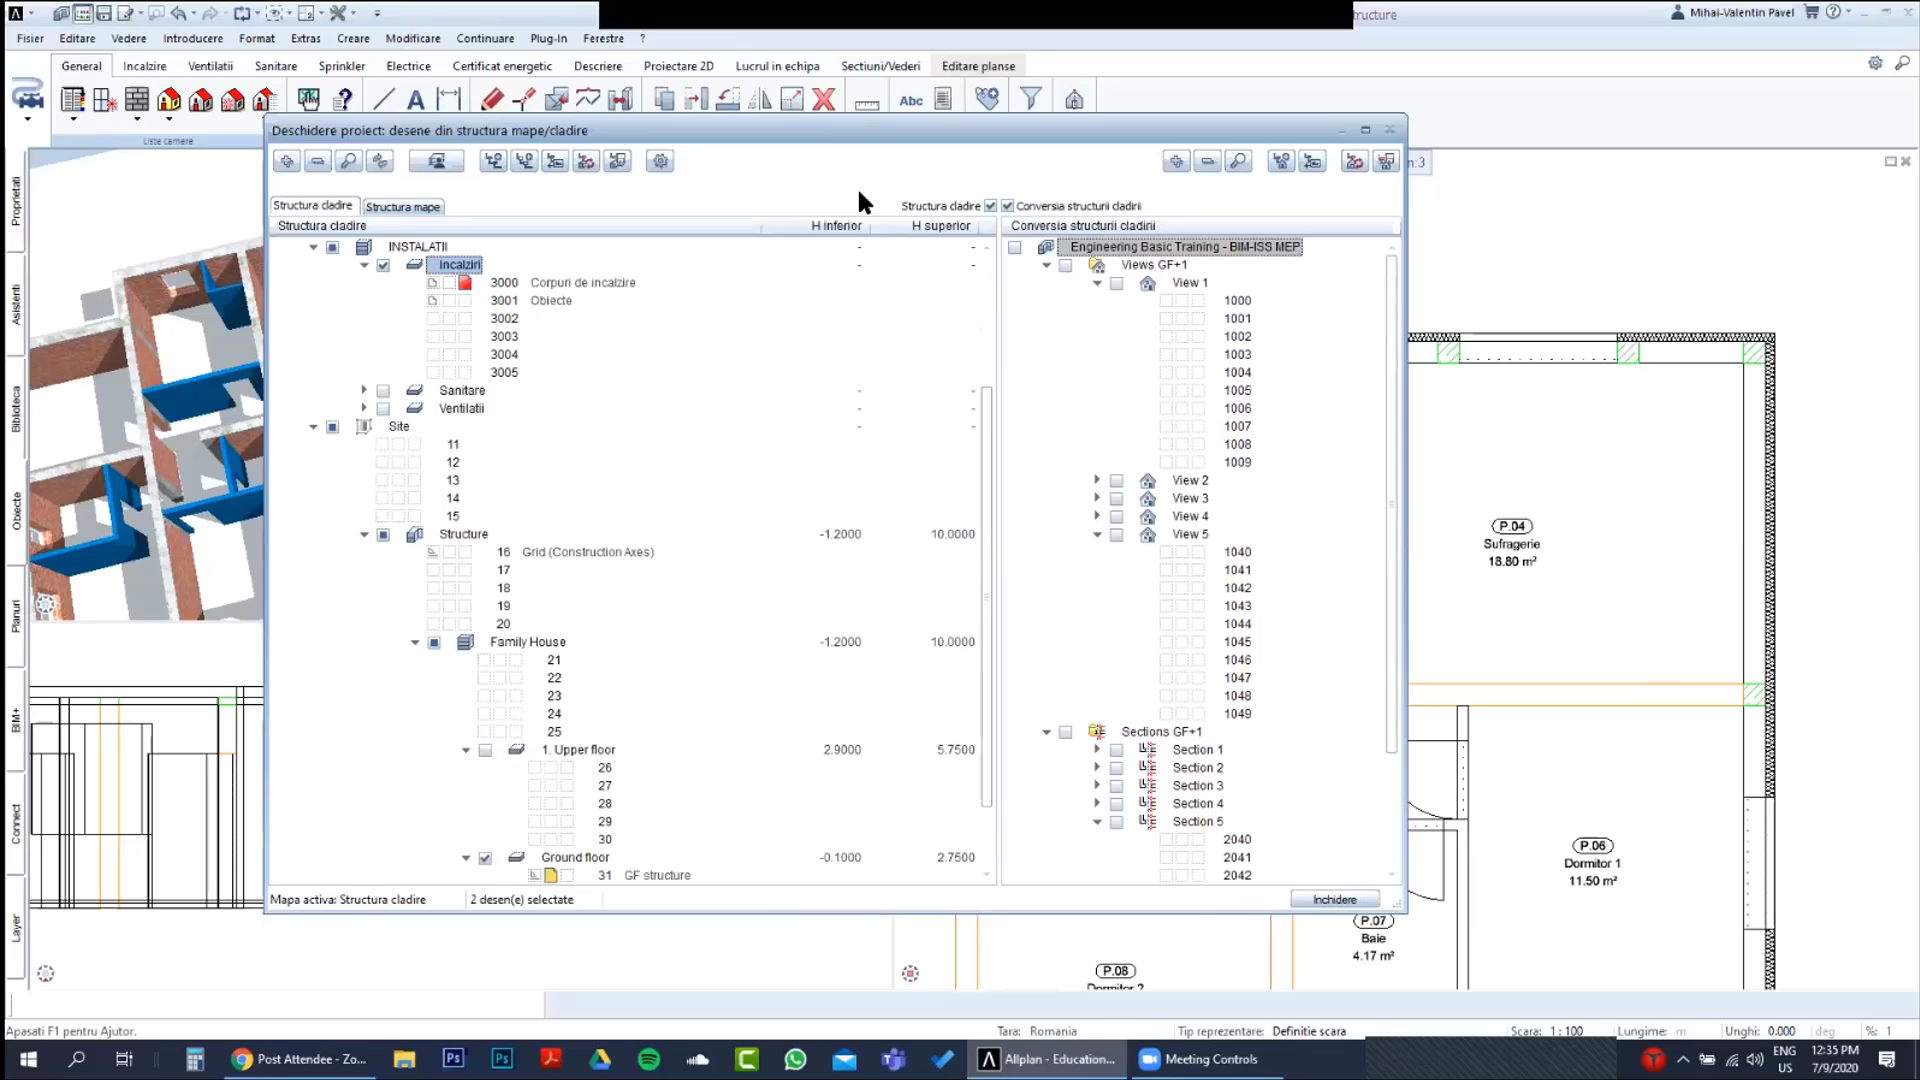 ructure
Mihai-Valentin Pavel
Fisier Editare Vedere Introducere Format Extras Creare Modificare Continuare Plug-In Ferestre ?
General Incalzire Ventilatii Sanitare Sprinkler Electrice Certificat energetic Descriere Proiectare 2D Lucrul in echipa Sectiuni/Vederi Editare planse
Abc
Liste camere
Deschidere proiect: desene din structura mape/cladire
n:3
Structura cladire Structura mape
Structura cladire Conversia structurii cladirii
Structura cladire H inferior H superior
Conversia structurii cladirii
INSTALATII - -
Incalziri - -
3000 Corpuri de incalzire
3001 Obiecte
3002
3003
3004
3005
Sanitare - -
Ventilatii - -
Site - -
11
12
13
14
15
Structure -1.2000 10.0000
16 Grid (Construction Axes)
17
18
19
20
Family House -1.2000 10.0000
21
22
23
24
25
1. Upper floor 2.9000 5.7500
26
27
28
29
30
Ground floor -0.1000 2.7500
31 GF structure
Engineering Basic Training - BIM-ISS MEP
Views GF+1
View 1
1000
1001
1002
1003
1004
1005
1006
1007
1008
1009
View 2
View 3
View 4
View 5
1040
1041
1042
1043
1044
1045
1046
1047
1048
1049
Sections GF+1
Section 1
Section 2
Section 3
Section 4
Section 5
2040
2041
2042
Mapa activa: Structura cladire 2 desen(e) selectate
Inchidere
Proprietati
Asistenti
Biblioteca
Obiecte
Planuri
BIM+
Connect
Layer
P.04
Sufragerie
18.80 m²
P.06
Dormitor 1
11.50 m²
P.07
Baie
4.17 m²
P.08
Dormitor 2
Apasati F1 pentru Ajutor.
Tara: Romania Tip reprezentare: Definitie scara Scara: 1 : 100 Lungime: m Unghi: 0.000 deg %: 1
Post Attendee - Zo...
Ps
Ps
Allplan - Education...
Meeting Controls
ENG
US
12:35 PM
7/9/2020